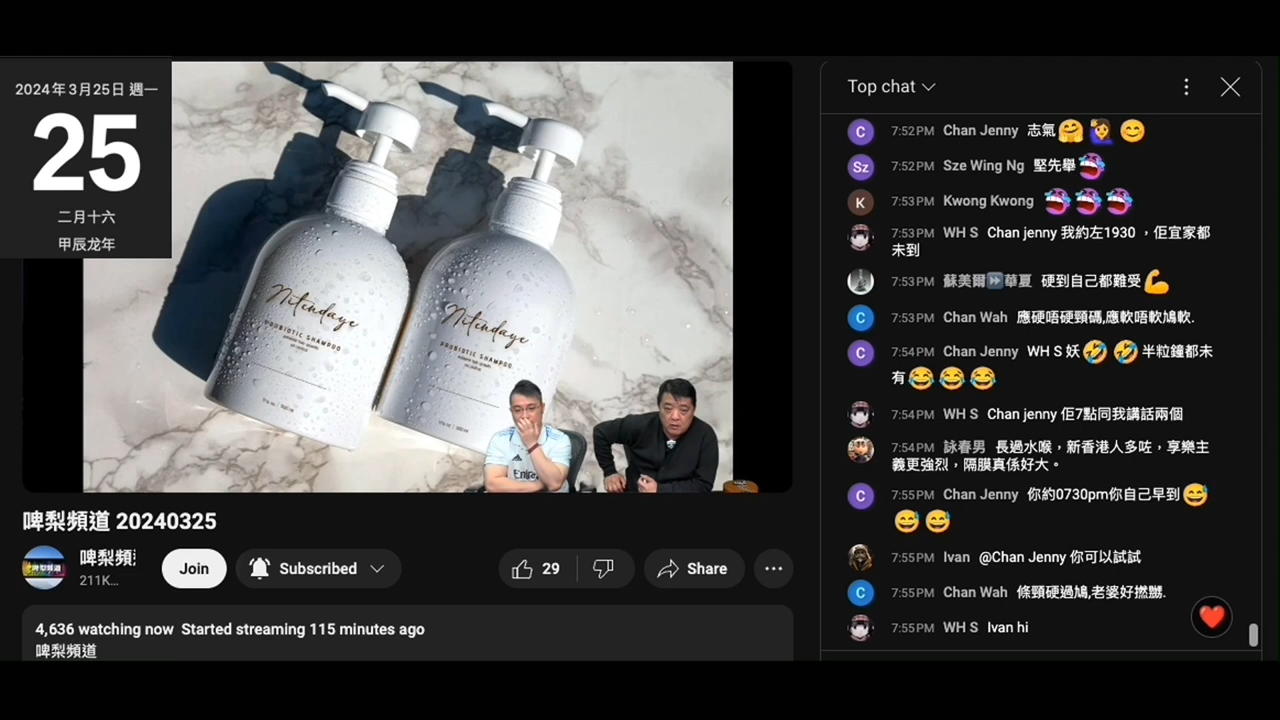 2024年3月25日 週一
25
二月十六
甲辰龙年
Nitendaye
PROBIOTIC SHAMPOO
Nitendaye
PROBIOTIC SHAMPOO
啤梨頻道 20240325
啤梨頻道
啤梨頻
211K...
Join
Subscribed
29
Share
4,636 watching now Started streaming 115 minutes ago
啤梨頻道
Top chat
C 7:52PM Chan Jenny 志氣🤗🙋‍♀️😊
Sz 7:52PM Sze Wing Ng 堅先舉
K 7:53PM Kwong Kwong
7:53PM WH S Chan jenny 我約左1930 ，佢宜家都
未到
7:53PM 蘇美爾⏩華夏 硬到自己都難受💪
C 7:53PM Chan Wah 應硬唔硬頸碼,應軟唔軟鳩軟.
C 7:54PM Chan Jenny WH S 妖🤣🤣半粒鐘都未
有😂😂😂
7:54PM WH S Chan jenny 佢7點同我講話兩個
7:54PM 詠春男 長過水喉，新香港人多咗，享樂主
義更強烈，隔膜真係好大。
C 7:55PM Chan Jenny 你約0730pm你自己早到😅
😅😅
7:55PM Ivan @Chan Jenny 你可以試試
C 7:55PM Chan Wah 條頸硬過鳩,老婆好撚嬲.
7:55PM WH S Ivan hi